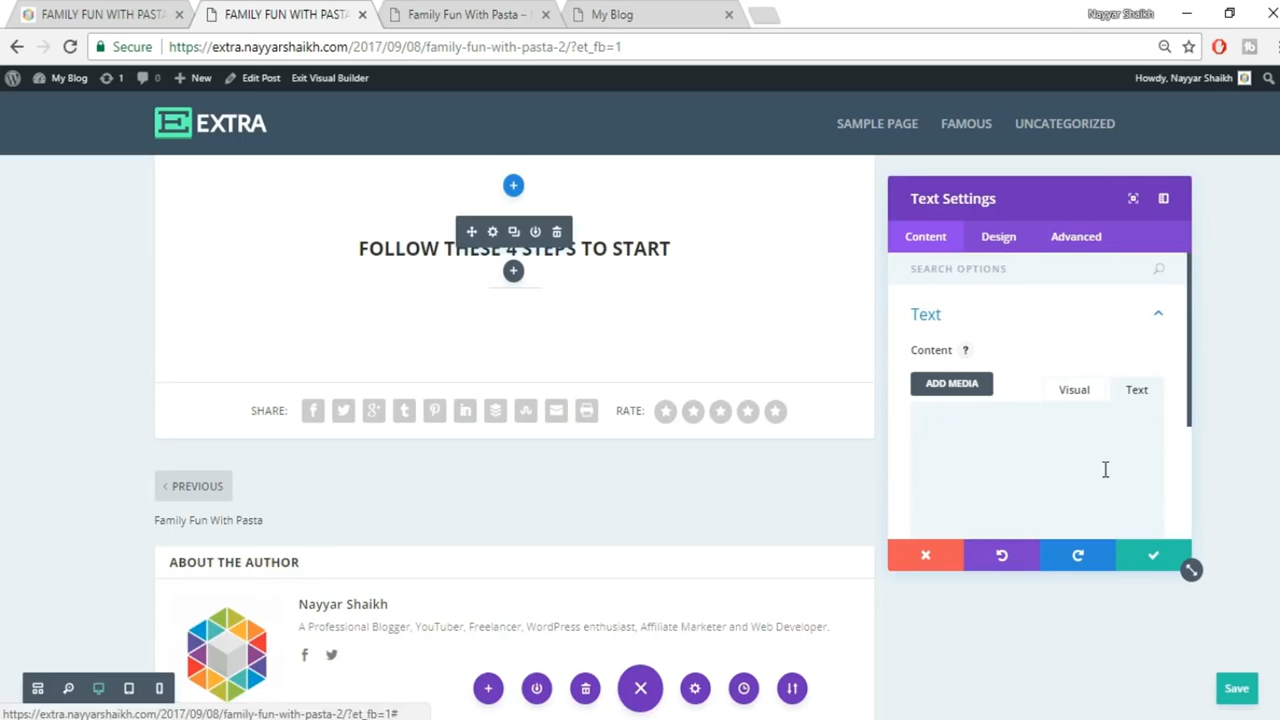 FAMILY FUN WITH PASTA
FAMILY FUN WITH PASTA
Family Fun With Pasta –
My Blog
Nayyar Shaikh
Secure
https://extra.nayyarshaikh.com/2017/09/08/family-fun-with-pasta-2/?et_fb=1
My Blog
1
0
New
Edit Post
Exit Visual Builder
Howdy, Nayyar Shaikh
EXTRA
SAMPLE PAGE
FAMOUS
UNCATEGORIZED
FOLLOW THESE 4 STEPS TO START
Text Settings
Content
Design
Advanced
SEARCH OPTIONS
Text
Content ?
ADD MEDIA
Visual
Text
SHARE:
RATE:
PREVIOUS
Family Fun With Pasta
ABOUT THE AUTHOR
Nayyar Shaikh
A Professional Blogger, YouTuber, Freelancer, WordPress enthusiast, Affiliate Marketer and Web Developer.
Save
https://extra.nayyarshaikh.com/2017/09/08/family-fun-with-pasta-2/?et_fb=1#